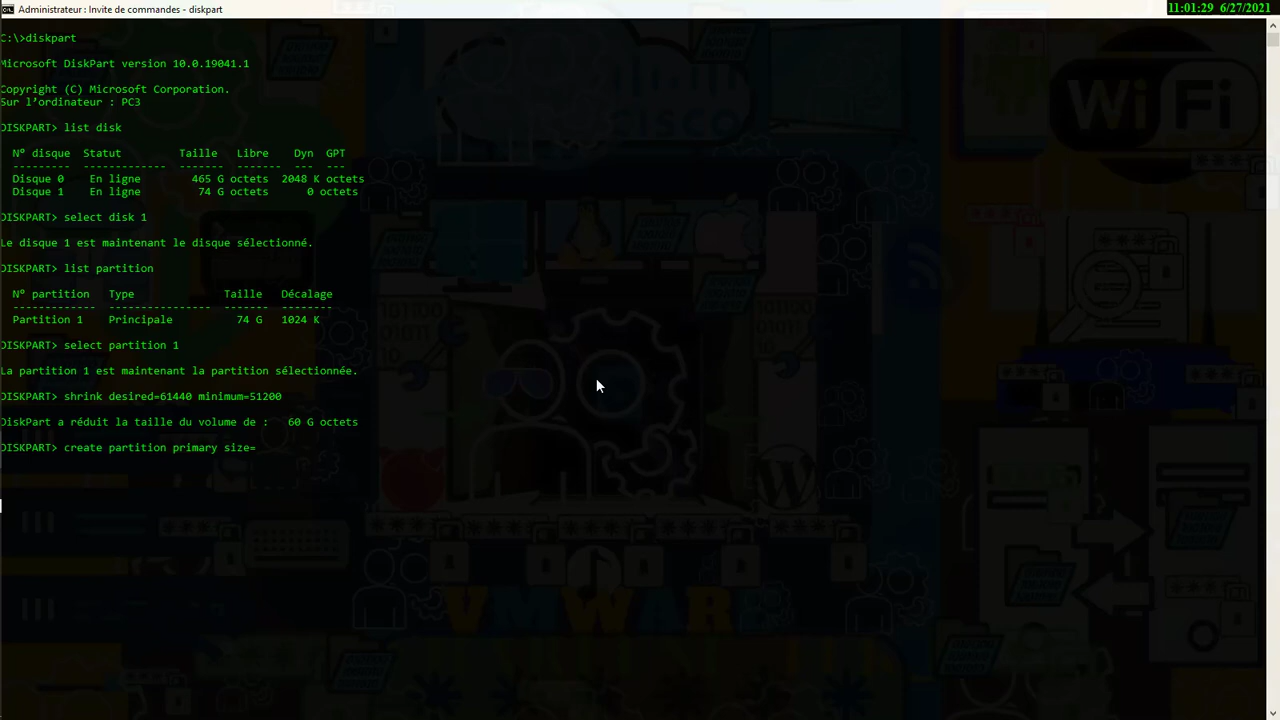 Administrateur : Invite de commandes - diskpart
11:01:29 6/27/2021
C:\>diskpart
Microsoft DiskPart version 10.0.19041.1
Copyright (C) Microsoft Corporation.
Sur l’ordinateur : PC3
DISKPART> list disk
N° disque  Statut         Taille   Libre    Dyn  GPT
---------  -------------  -------  -------  ---  ---
Disque 0    En ligne        465 G octets  2048 K octets
Disque 1    En ligne         74 G octets      0 octets
DISKPART> select disk 1
Le disque 1 est maintenant le disque sélectionné.
DISKPART> list partition
N° partition   Type              Taille   Décalage
-------------  ----------------  -------  --------
Partition 1    Principale          74 G   1024 K
DISKPART> select partition 1
La partition 1 est maintenant la partition sélectionnée.
DISKPART> shrink desired=61440 minimum=51200
DiskPart a réduit la taille du volume de :   60 G octets
DISKPART> create partition primary size=
Wi Fi
CISCO
VMWARE